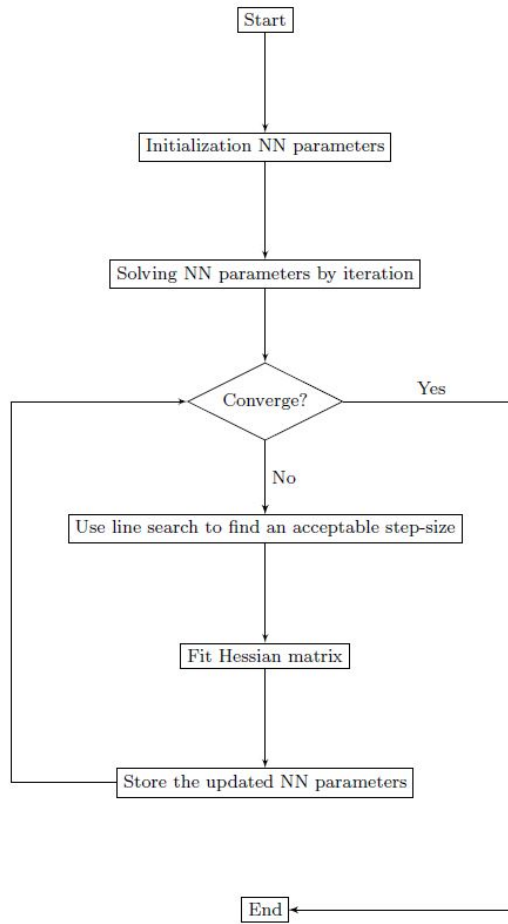 Start
Initialization NN parameters
Solving NN parameters by iteration
Converge?
Yes
No
Use line search to find an acceptable step-size
Fit Hessian matrix
Store the updated NN parameters
End